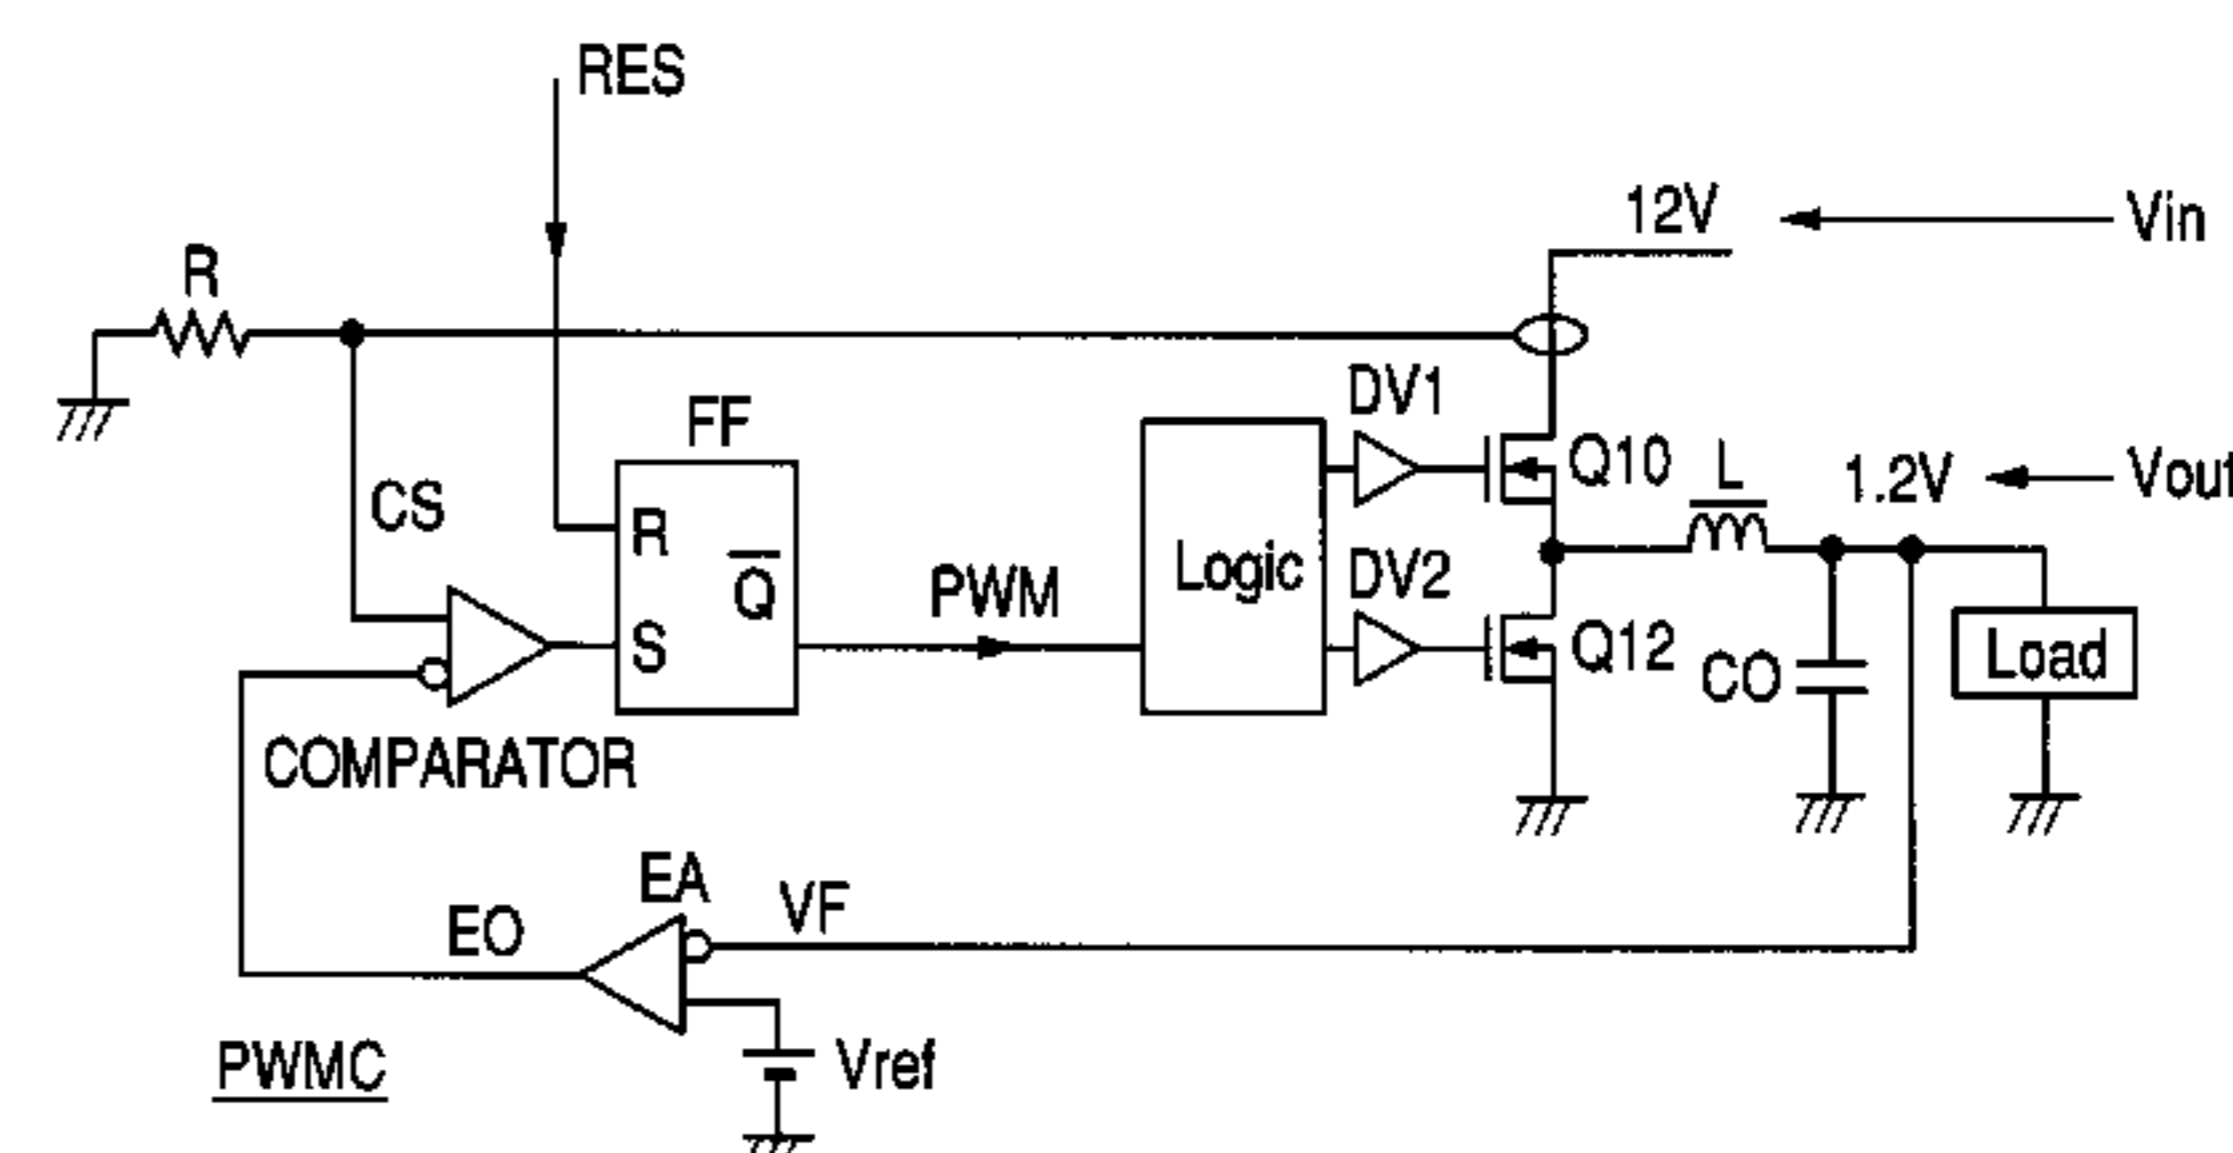 RES
12V
Vin
R
DV1
FF
Q10
L
1.2V
Vout
CS
R
Q
Logic
DV2
PWM
S
Q12
CO
Load
COMPARATOR
EA
VF
EO
PWMC
Vref